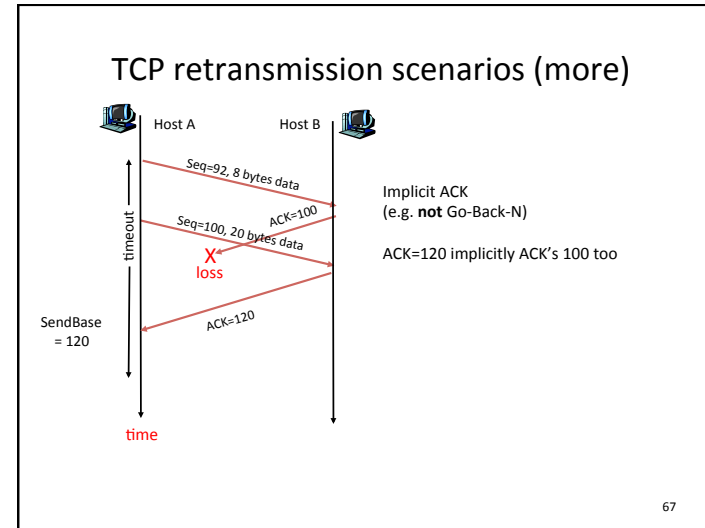 TCP retransmission scenarios (more)
Host A
Host B
Seq=92, 8 bytes data
ACK=100
Seq=100, 20 bytes data
timeout
X
loss
ACK=120
SendBase
= 120
time
Implicit ACK
(e.g. not Go-Back-N)
ACK=120 implicitly ACK's 100 too
67